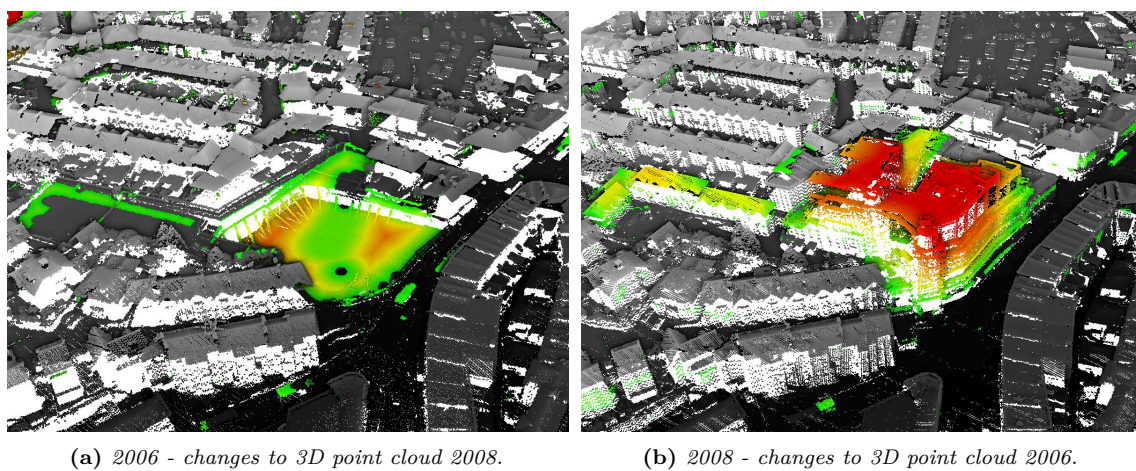 (a) 2006 - changes to 3D point cloud 2008.
(b) 2008 - changes to 3D point cloud 2006.